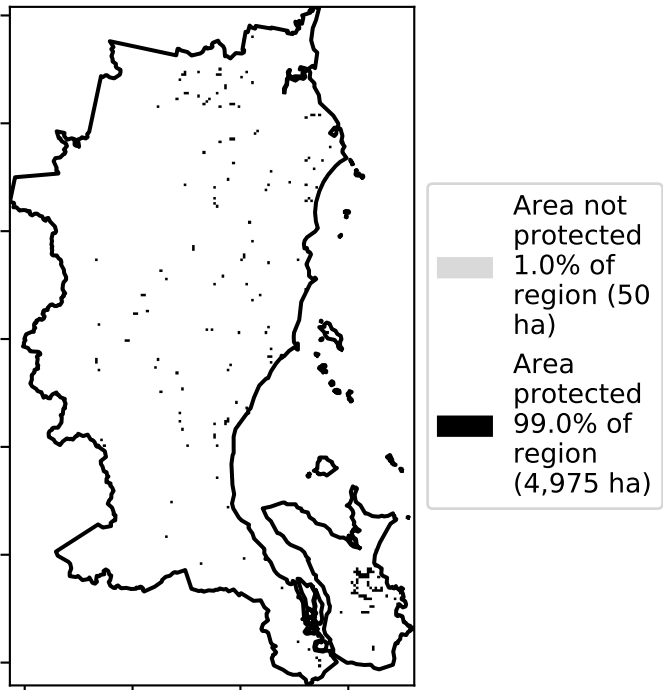 Area not
protected
1.0% of
region (50
ha)
Area
protected
99.0% of
region
(4,975 ha)